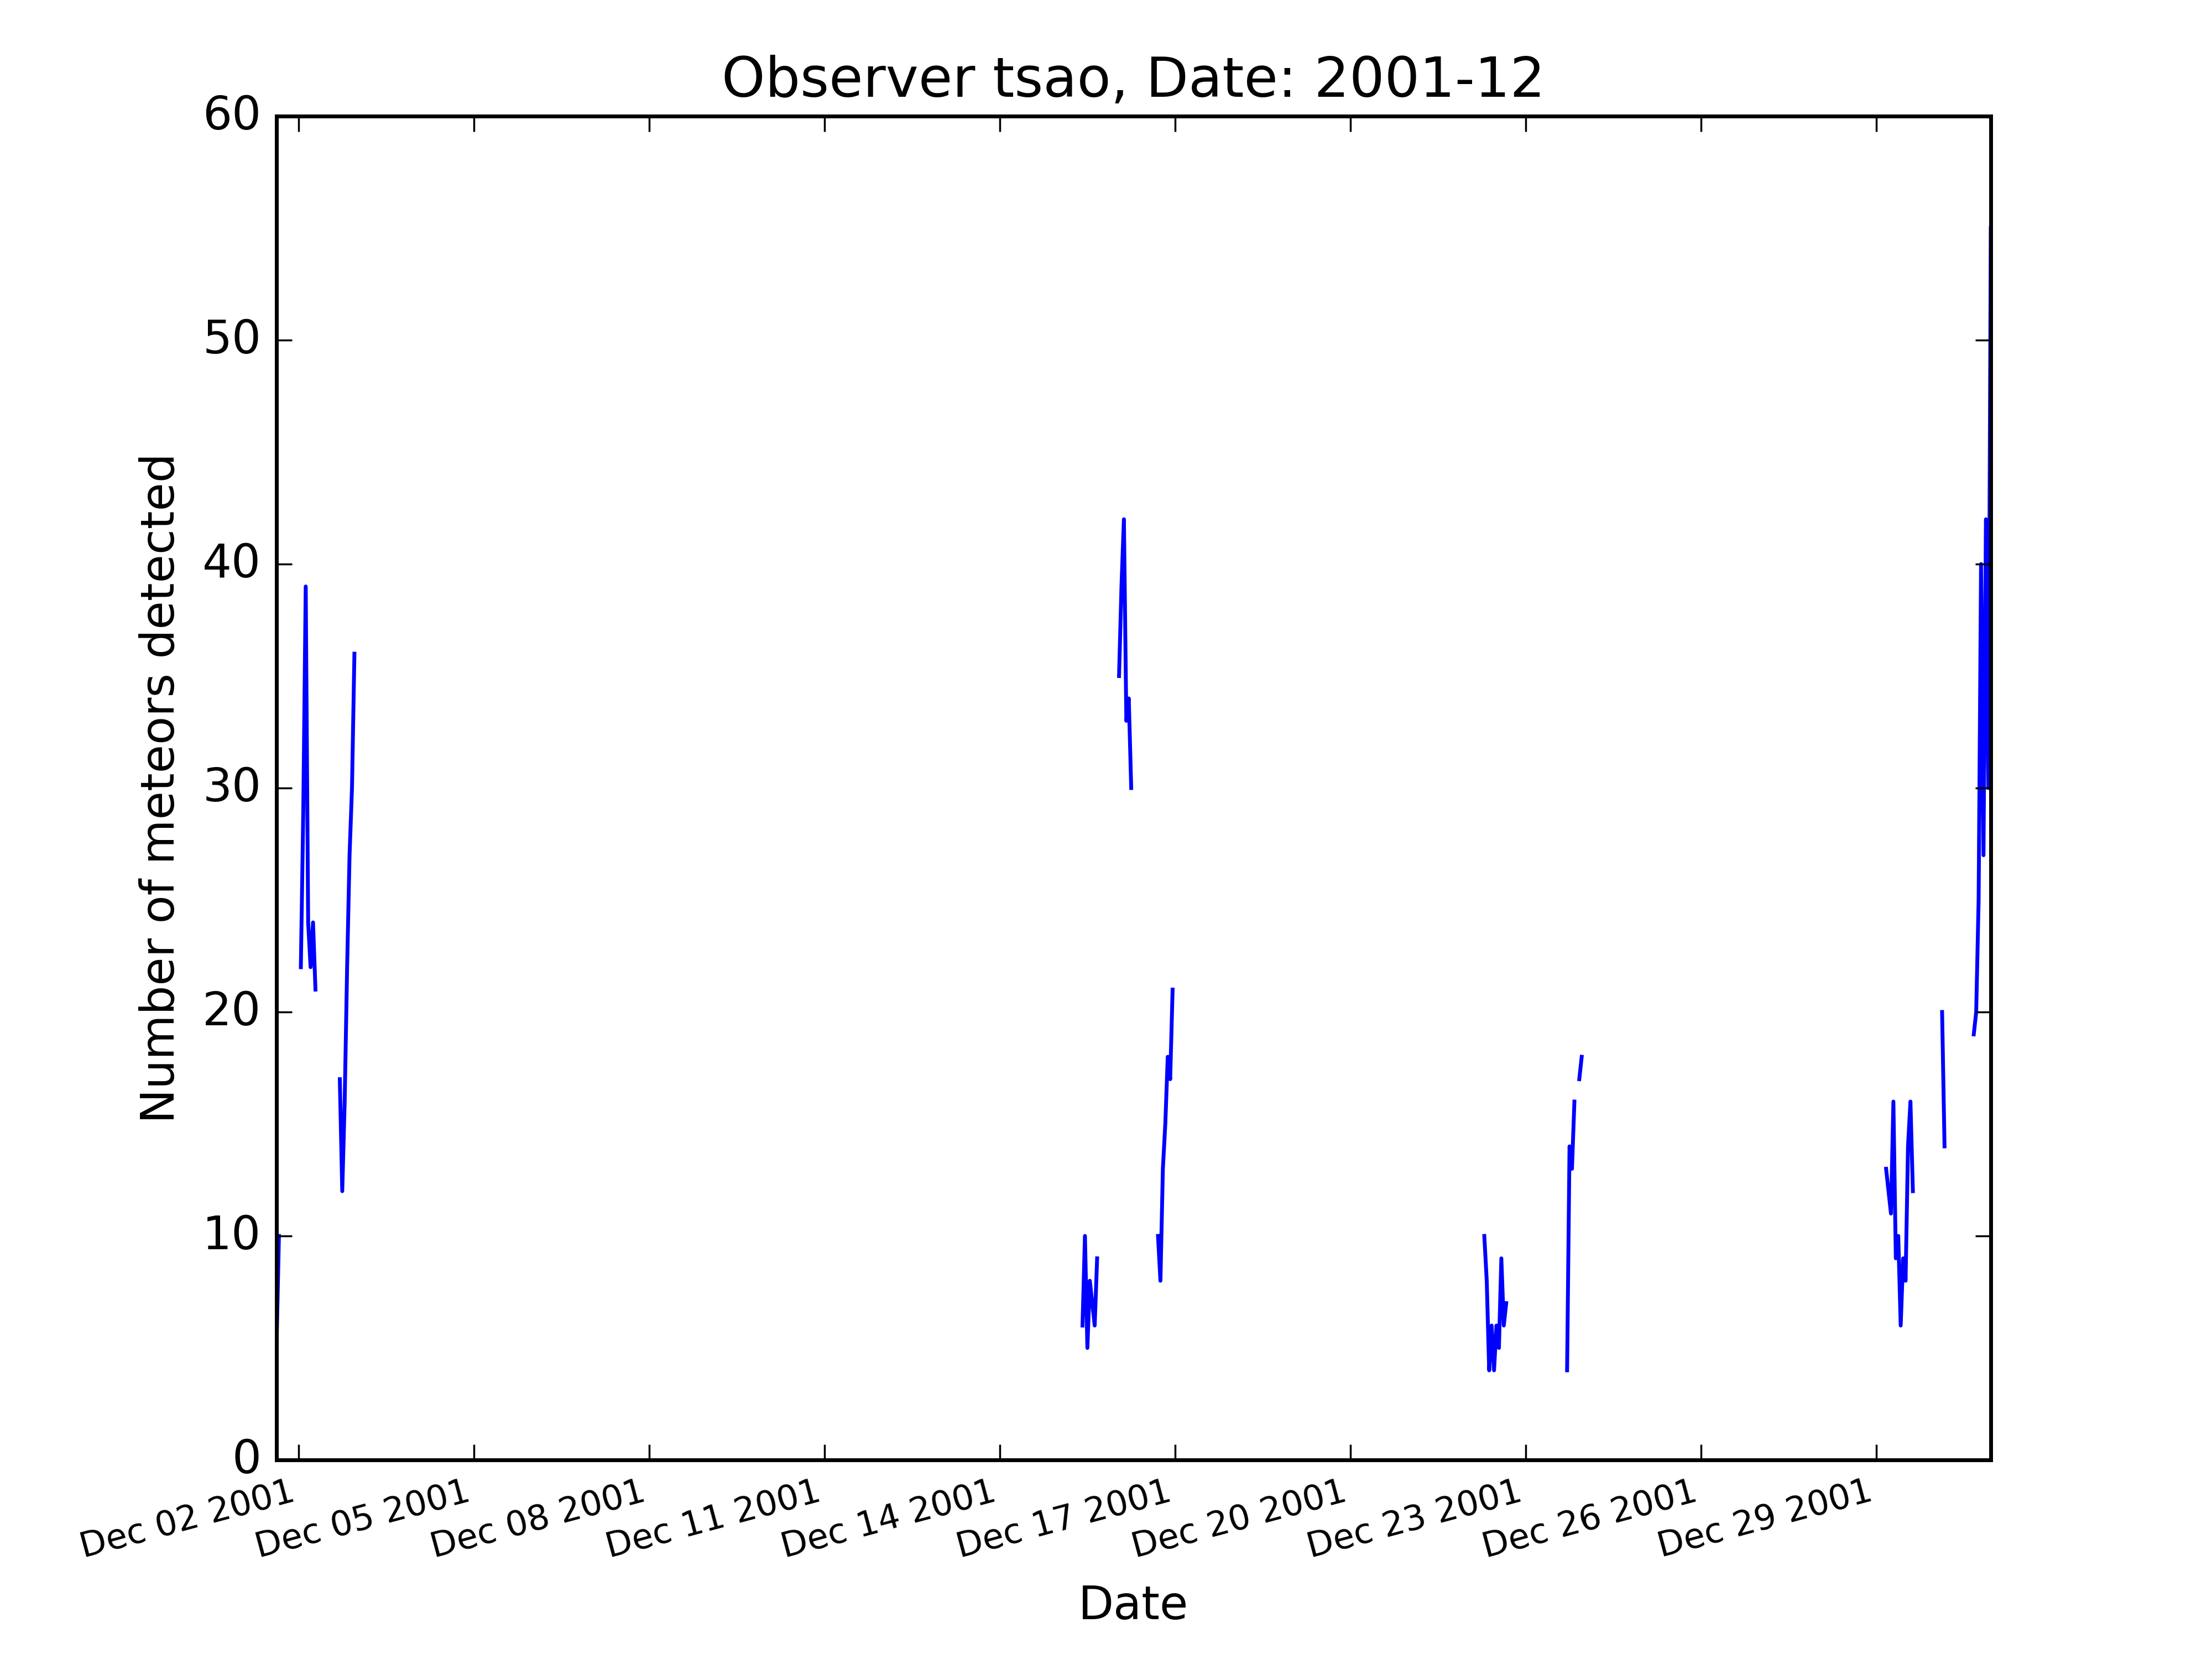 Observer tsao, Date: 2001-12
60
50
40
30
20
10
0
Number of meteors detected
Dec 02 2001
Dec 05 2001
Dec 08 2001
Dec 11 2001
Dec 14 2001
Dec 17 2001
Dec 20 2001
Dec 23 2001
Dec 26 2001
Dec 29 2001
Date